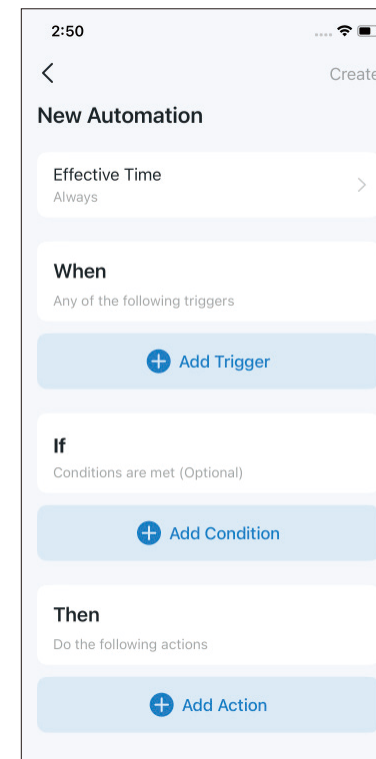 2:50
Create
New Automation
Effective Time
Always
When
Any of the following triggers
Add Trigger
If
Conditions are met (Optional)
Add Condition
Then
Do the following actions
Add Action